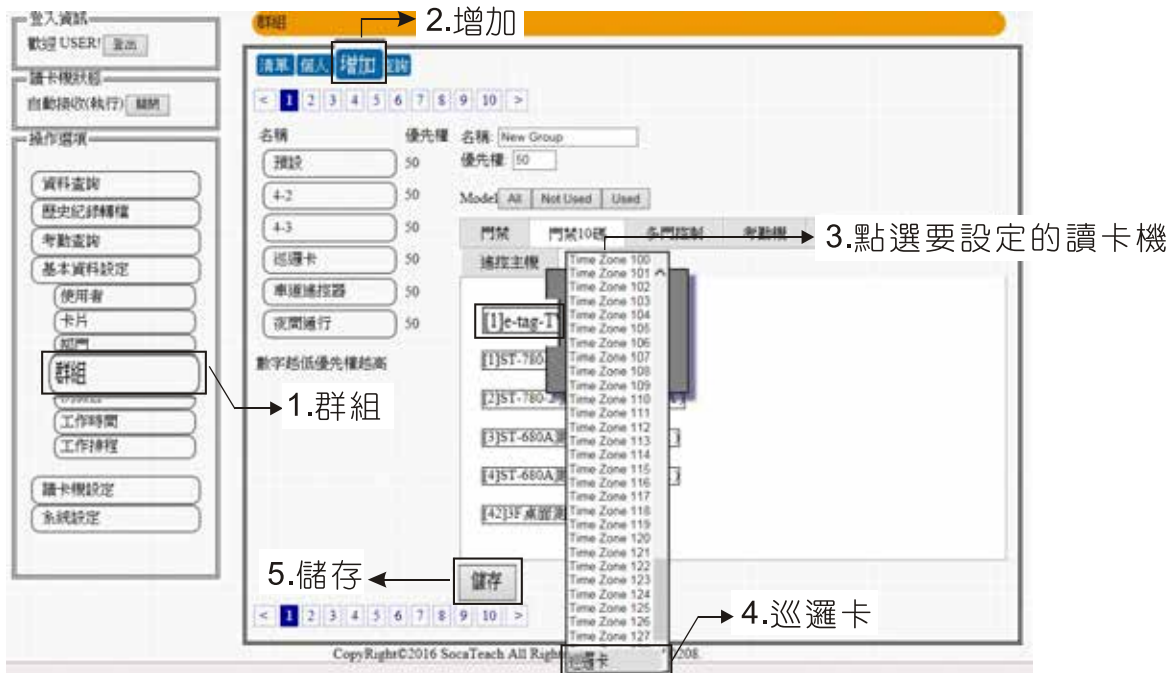 登入資訊
歡迎 USER! 登出
讀卡機狀態
自動接收(執行) 關閉
操作選項
資料查詢
歷史紀錄轉檔
考勤查詢
基本資料設定
使用者
卡片
部門
群組
工作時間
工作排程
讀卡機設定
系統設定
1.群組
群組
2.增加
清單 個人 增加 查詢
< 1 2 3 4 5 6 7 8 9 10 >
名稱 優先權
預設 50
4-2 50
4-3 50
巡邏卡 50
車道遙控器 50
夜間通行 50
數字越低優先權越高
名稱: New Group
優先權: 50
Model All Not Used Used
門禁 門禁10碼 多門控制 考勤機
遙控主機
3.點選要設定的讀卡機
[1]e-tag-T
[1]ST-780-
[2]ST-780-2
[3]ST-680A
[4]ST-680A
[42]3F桌面測
Time Zone 100
Time Zone 101
Time Zone 102
Time Zone 103
Time Zone 104
Time Zone 105
Time Zone 106
Time Zone 107
Time Zone 108
Time Zone 109
Time Zone 110
Time Zone 111
Time Zone 112
Time Zone 113
Time Zone 114
Time Zone 115
Time Zone 116
Time Zone 117
Time Zone 118
Time Zone 119
Time Zone 120
Time Zone 121
Time Zone 122
Time Zone 123
Time Zone 124
Time Zone 125
Time Zone 126
Time Zone 127
巡邏卡
4.巡邏卡
5.儲存
儲存
< 1 2 3 4 5 6 7 8 9 10 >
CopyRight©2016 SocaTeach All Righ 208.